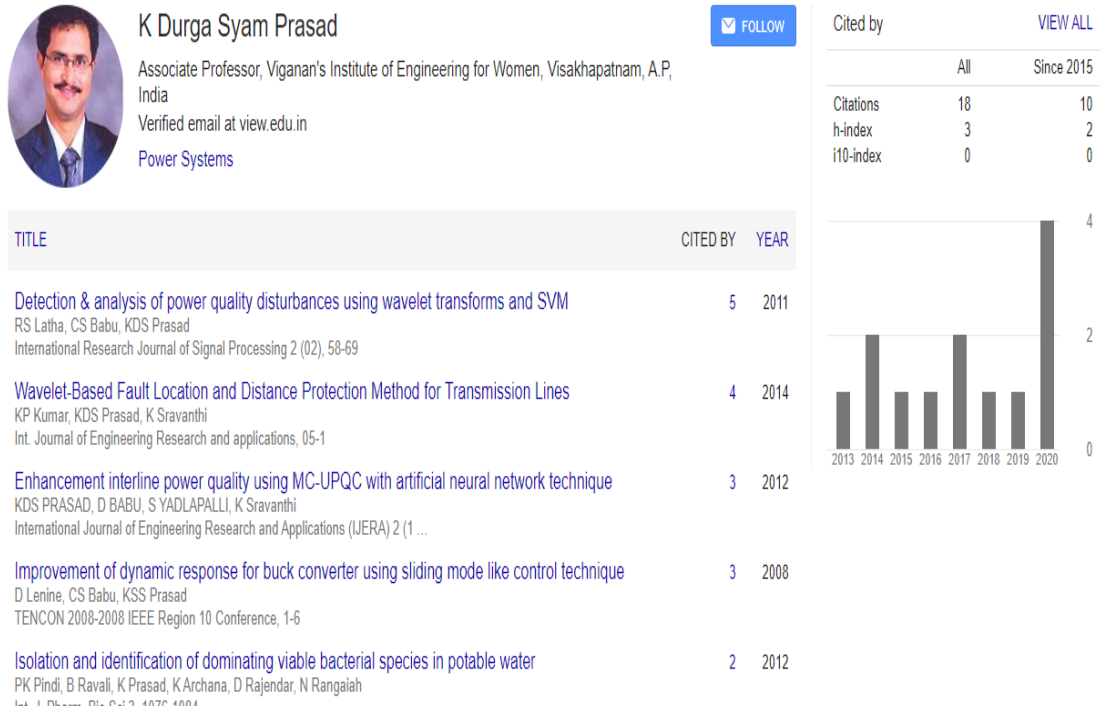 K Durga Syam Prasad
FOLLOW
Associate Professor, Viganan's Institute of Engineering for Women, Visakhapatnam, A.P,
India
Verified email at view.edu.in
Power Systems
TITLE CITED BY YEAR
Detection & analysis of power quality disturbances using wavelet transforms and SVM 5 2011
RS Latha, CS Babu, KDS Prasad
International Research Journal of Signal Processing 2 (02), 58-69
Wavelet-Based Fault Location and Distance Protection Method for Transmission Lines 4 2014
KP Kumar, KDS Prasad, K Sravanthi
Int. Journal of Engineering Research and applications, 05-1
Enhancement interline power quality using MC-UPQC with artificial neural network technique 3 2012
KDS PRASAD, D BABU, S YADLAPALLI, K Sravanthi
International Journal of Engineering Research and Applications (IJERA) 2 (1 ...
Improvement of dynamic response for buck converter using sliding mode like control technique 3 2008
D Lenine, CS Babu, KSS Prasad
TENCON 2008-2008 IEEE Region 10 Conference, 1-6
Isolation and identification of dominating viable bacterial species in potable water 2 2012
PK Pindi, B Ravali, K Prasad, K Archana, D Rajendar, N Rangaiah
Int. J. Pharm. Bio Sci 3, 1076-1084
Cited by VIEW ALL
All Since 2015
Citations 18 10
h-index 3 2
i10-index 0 0
4
2
0
2013 2014 2015 2016 2017 2018 2019 2020